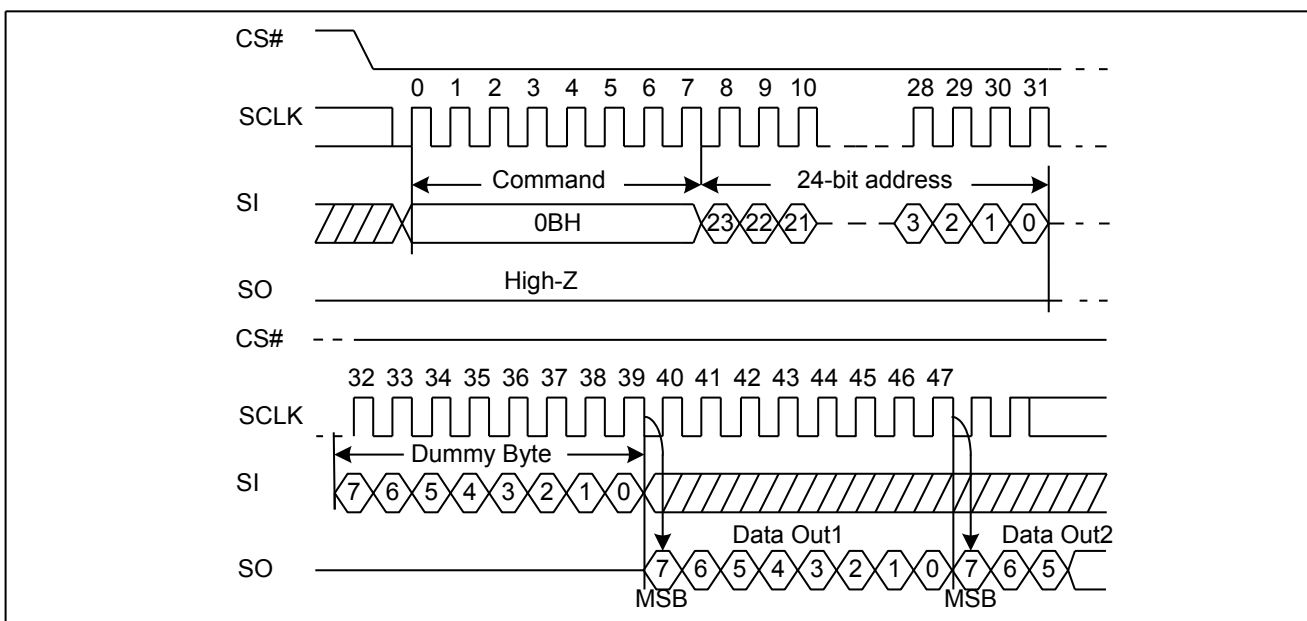 CS#
0 1 2 3 4 5 6 7 8 9 10 28 29 30 31
SCLK
Command 24-bit address
SI
0BH 23 22 21 3 2 1 0
High-Z
SO
CS#
32 33 34 35 36 37 38 39 40 41 42 43 44 45 46 47
SCLK
Dummy Byte
SI
7 6 5 4 3 2 1 0
Data Out1 Data Out2
SO
7 6 5 4 3 2 1 0 7 6 5
MSB MSB